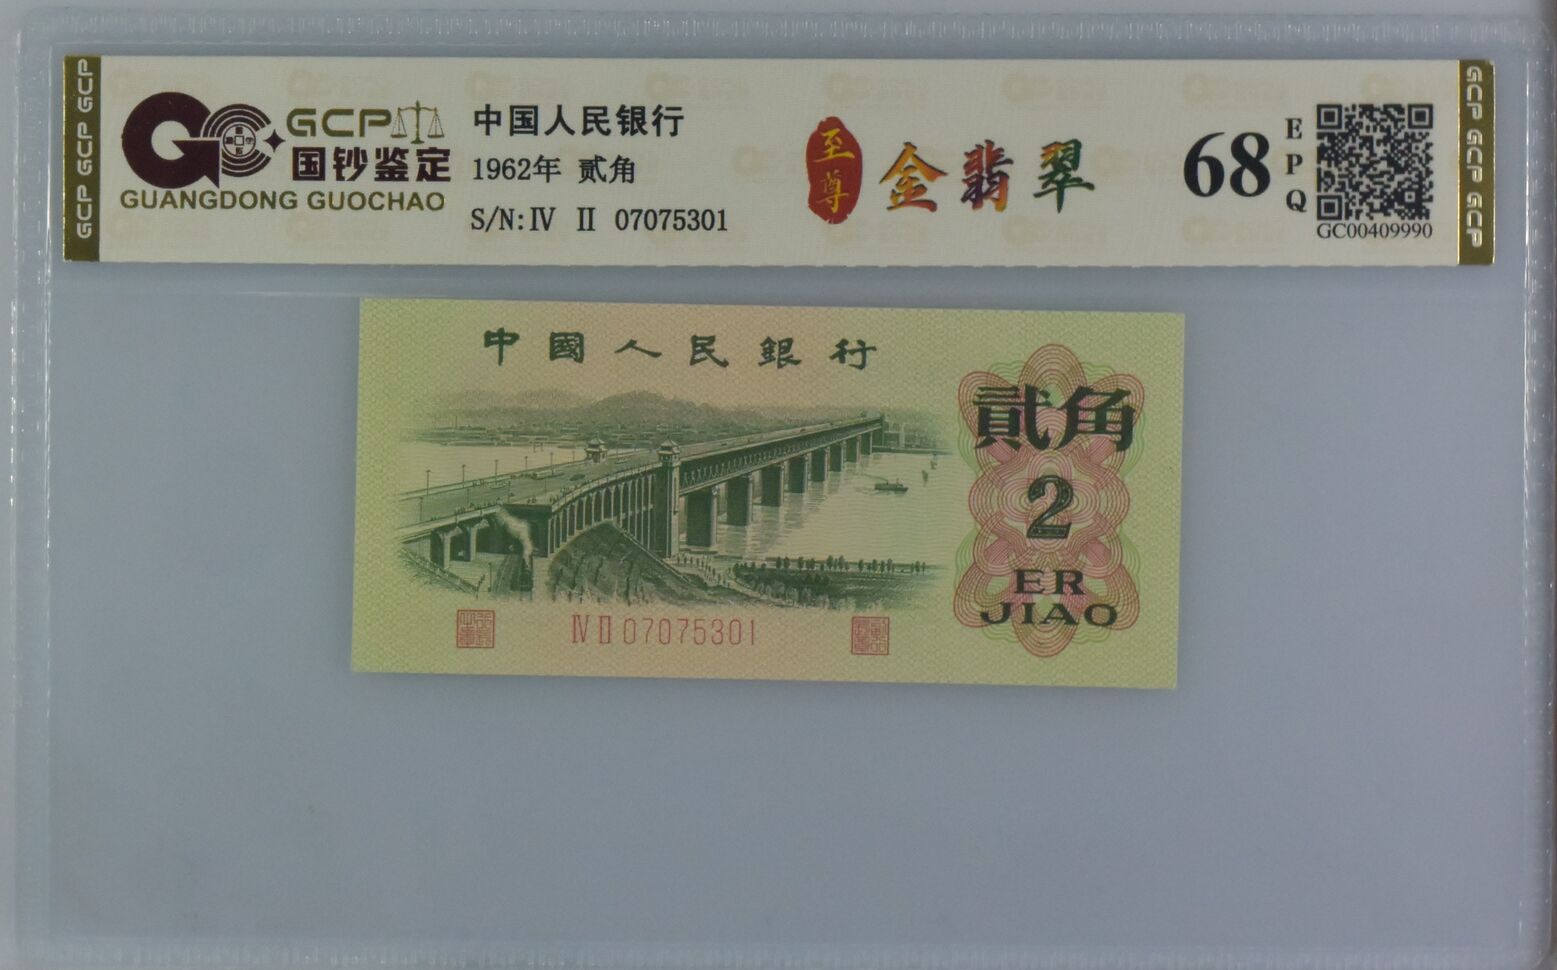 GCP
国钞鉴定
GUANGDONG GUOCHAO
中国人民银行
1962年 贰角
S/N: Ⅳ Ⅱ 07075301
至尊
金翡翠
68
EPQ
GC00409990
GCP GCP GCP
GCP GCP GCP
中國人民銀行
貳角
2
ER
JIAO
ⅣⅡ07075301